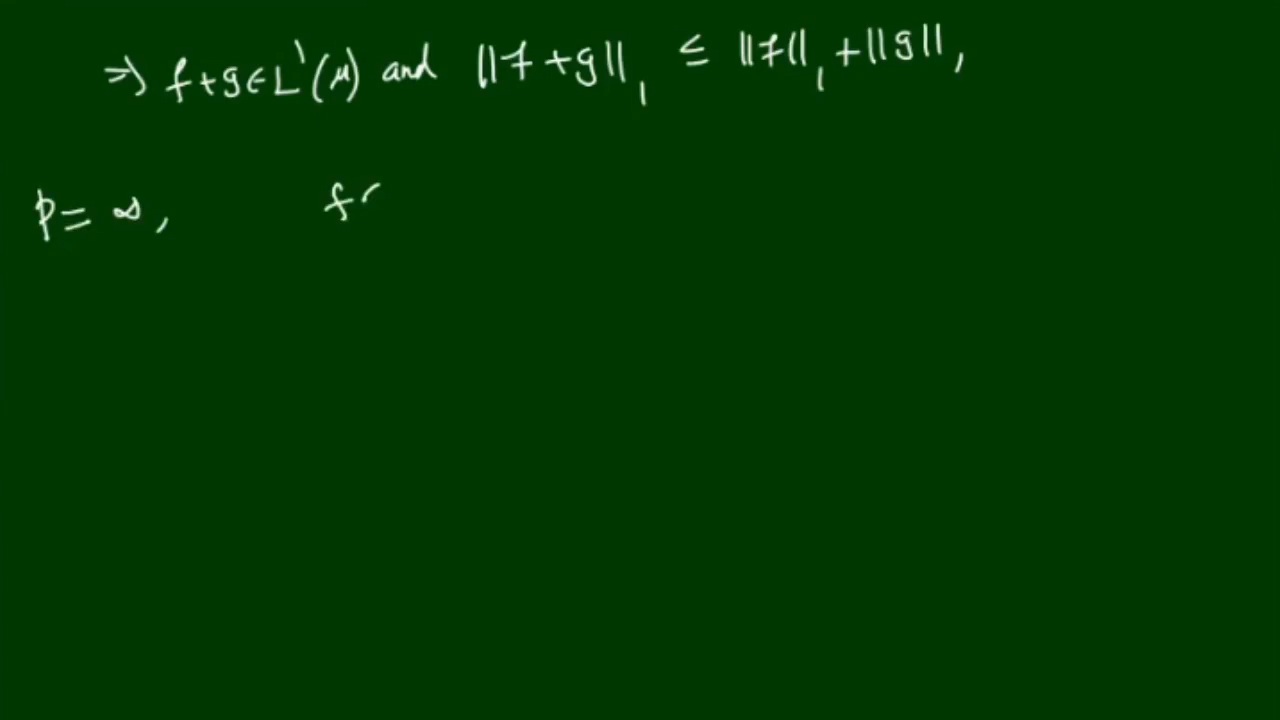 ⇒ f+g ∈ L¹(μ) and ||f + g||₁ ≤ ||f||₁ + ||g||₁
p = ∞, f